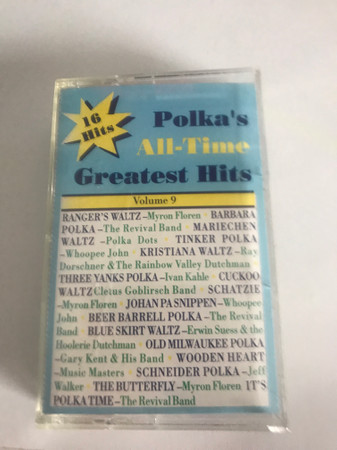 16
Hits
Polka's
All-Time
Greatest Hits
Volume 9
RANGER'S WALTZ –Myron Floren * BARBARA
POLKA –The Revival Band * MARIECHEN
WALTZ –Polka Dots * TINKER POLKA
–Whoopee John * KRISTIANA WALTZ –Ray
Dorschner & The Rainbow Valley Dutchman *
THREE YANKS POLKA –Ivan Kahle * CUCKOO
WALTZ Cletus Goblirsch Band * SCHATZIE
–Myron Floren * JOHAN PA SNIPPEN –Whoopee
John * BEER BARRELL POLKA –The Revival
Band * BLUE SKIRT WALTZ –Erwin Suess & the
Hoolerie Dutchman * OLD MILWAUKEE POLKA
–Gary Kent & His Band * WOODEN HEART
–Music Masters * SCHNEIDER POLKA –Jeff
Walker * THE BUTTERFLY –Myron Floren IT'S
POLKA TIME –The Revival Band